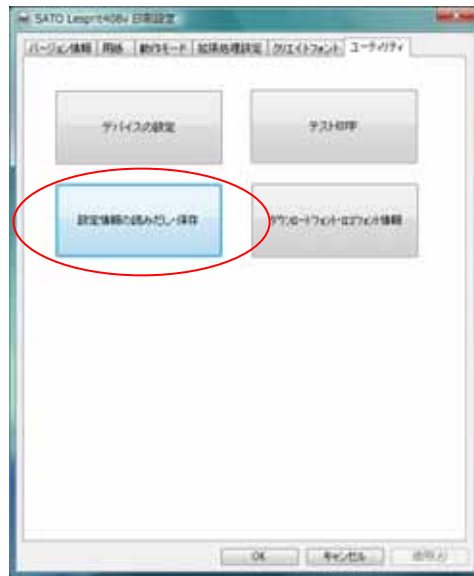 SATO Lesprit408v 印刷設定
バージョン情報 用紙 動作モード 拡張処理設定 クリエイトフォント ユーティリティ
デバイスの設定 テスト印字
設定情報の読みだし・保存 ダウンロードフォント・ロゴフォント情報
OK キャンセル 適用(A)